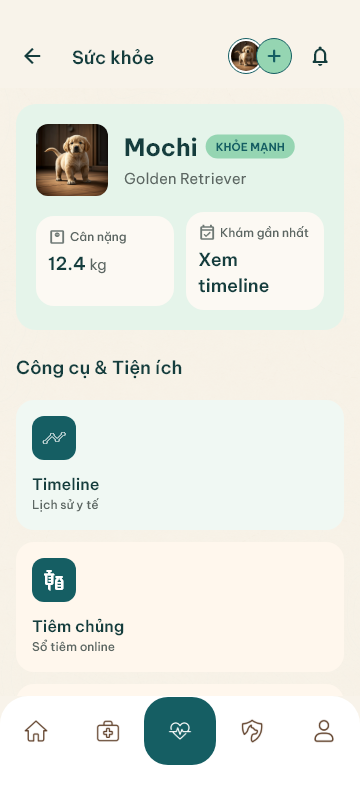 Sức khỏe
Mochi
KHỎE MẠNH
Golden Retriever
Cân nặng
12.4 kg
Khám gần nhất
Xem
timeline
Công cụ & Tiện ích
Timeline
Lịch sử y tế
Tiêm chủng
Sổ tiêm online